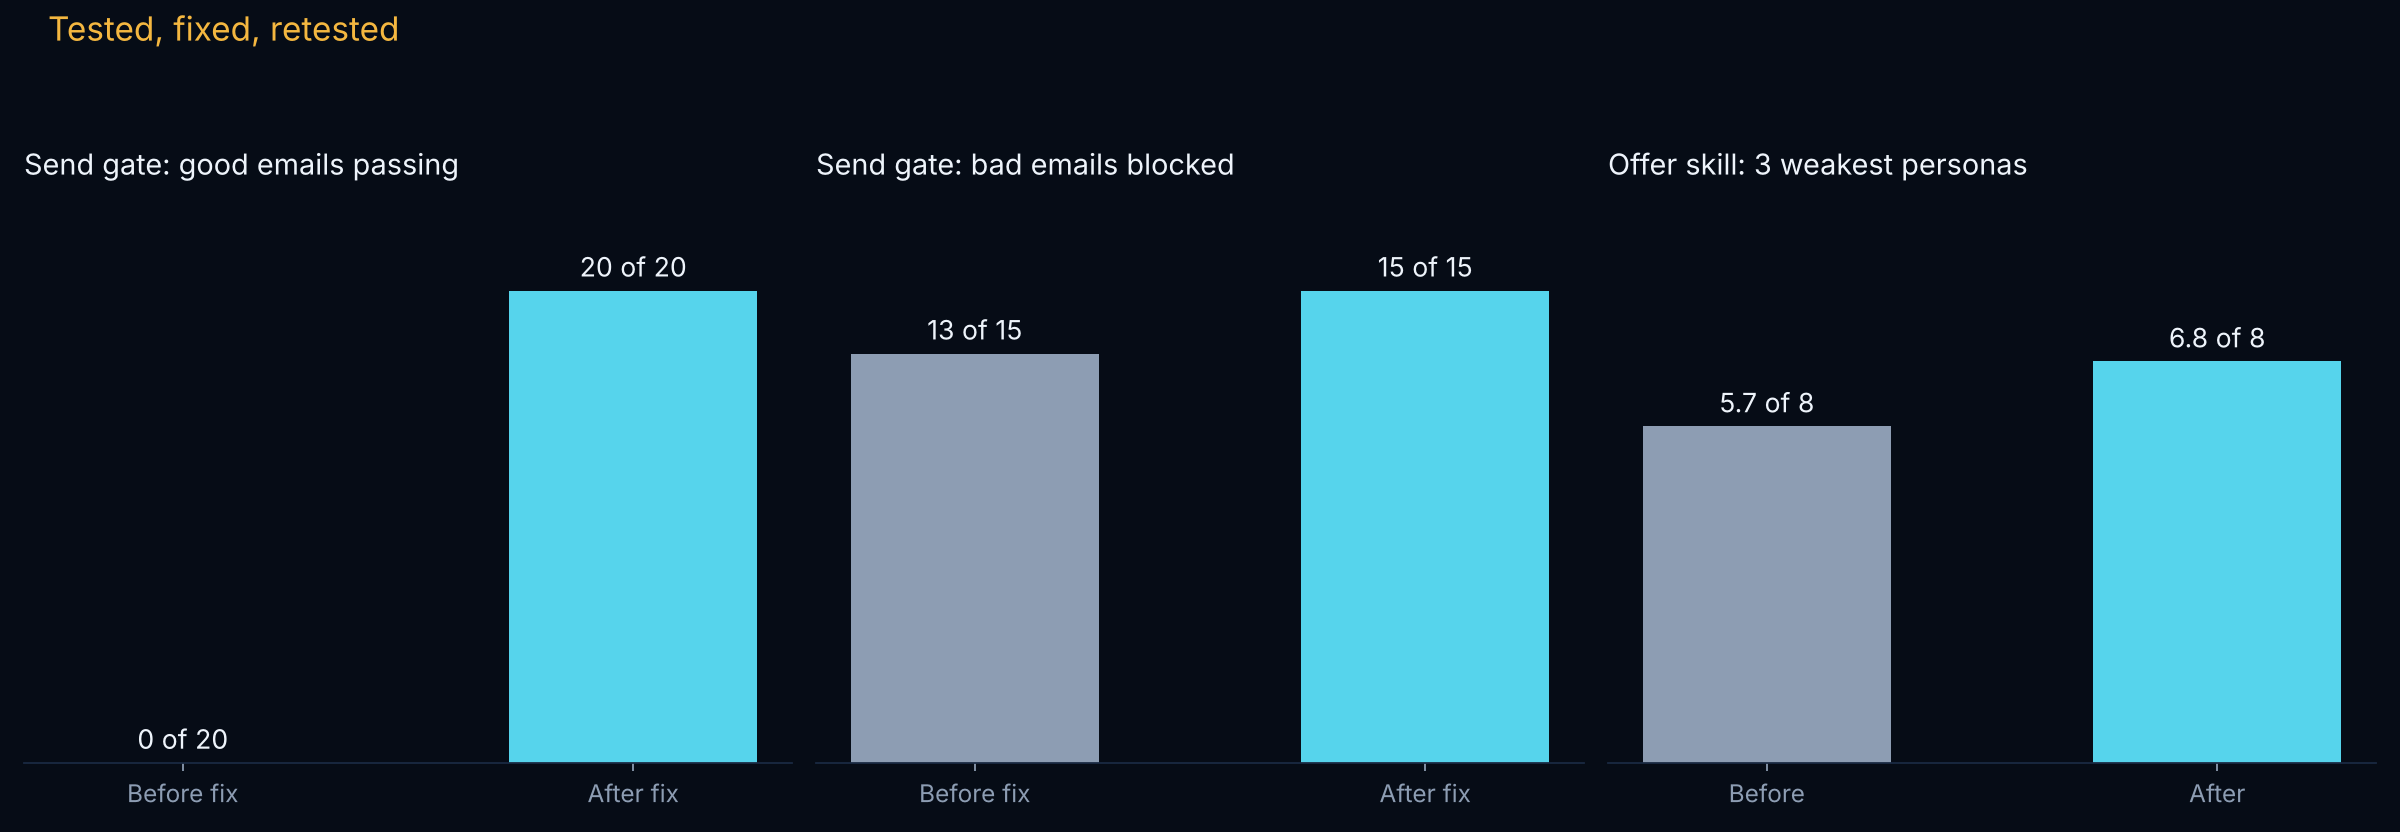 Tested, fixed, retested
Send gate: good emails passing
0 of 20
20 of 20
Before fix
After fix
Send gate: bad emails blocked
13 of 15
15 of 15
Before fix
After fix
Offer skill: 3 weakest personas
5.7 of 8
6.8 of 8
Before
After